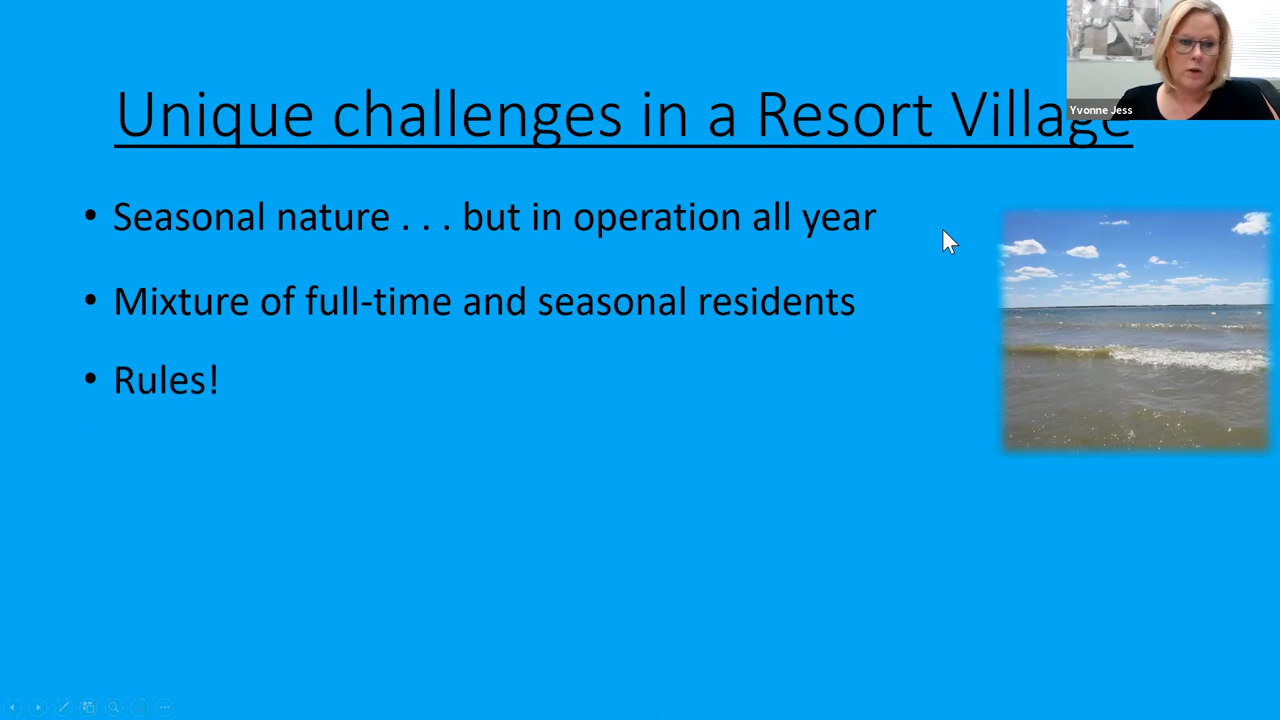 Unique challenges in a Resort Village
Yvonne Jess
• Seasonal nature . . . but in operation all year
• Mixture of full-time and seasonal residents
• Rules!